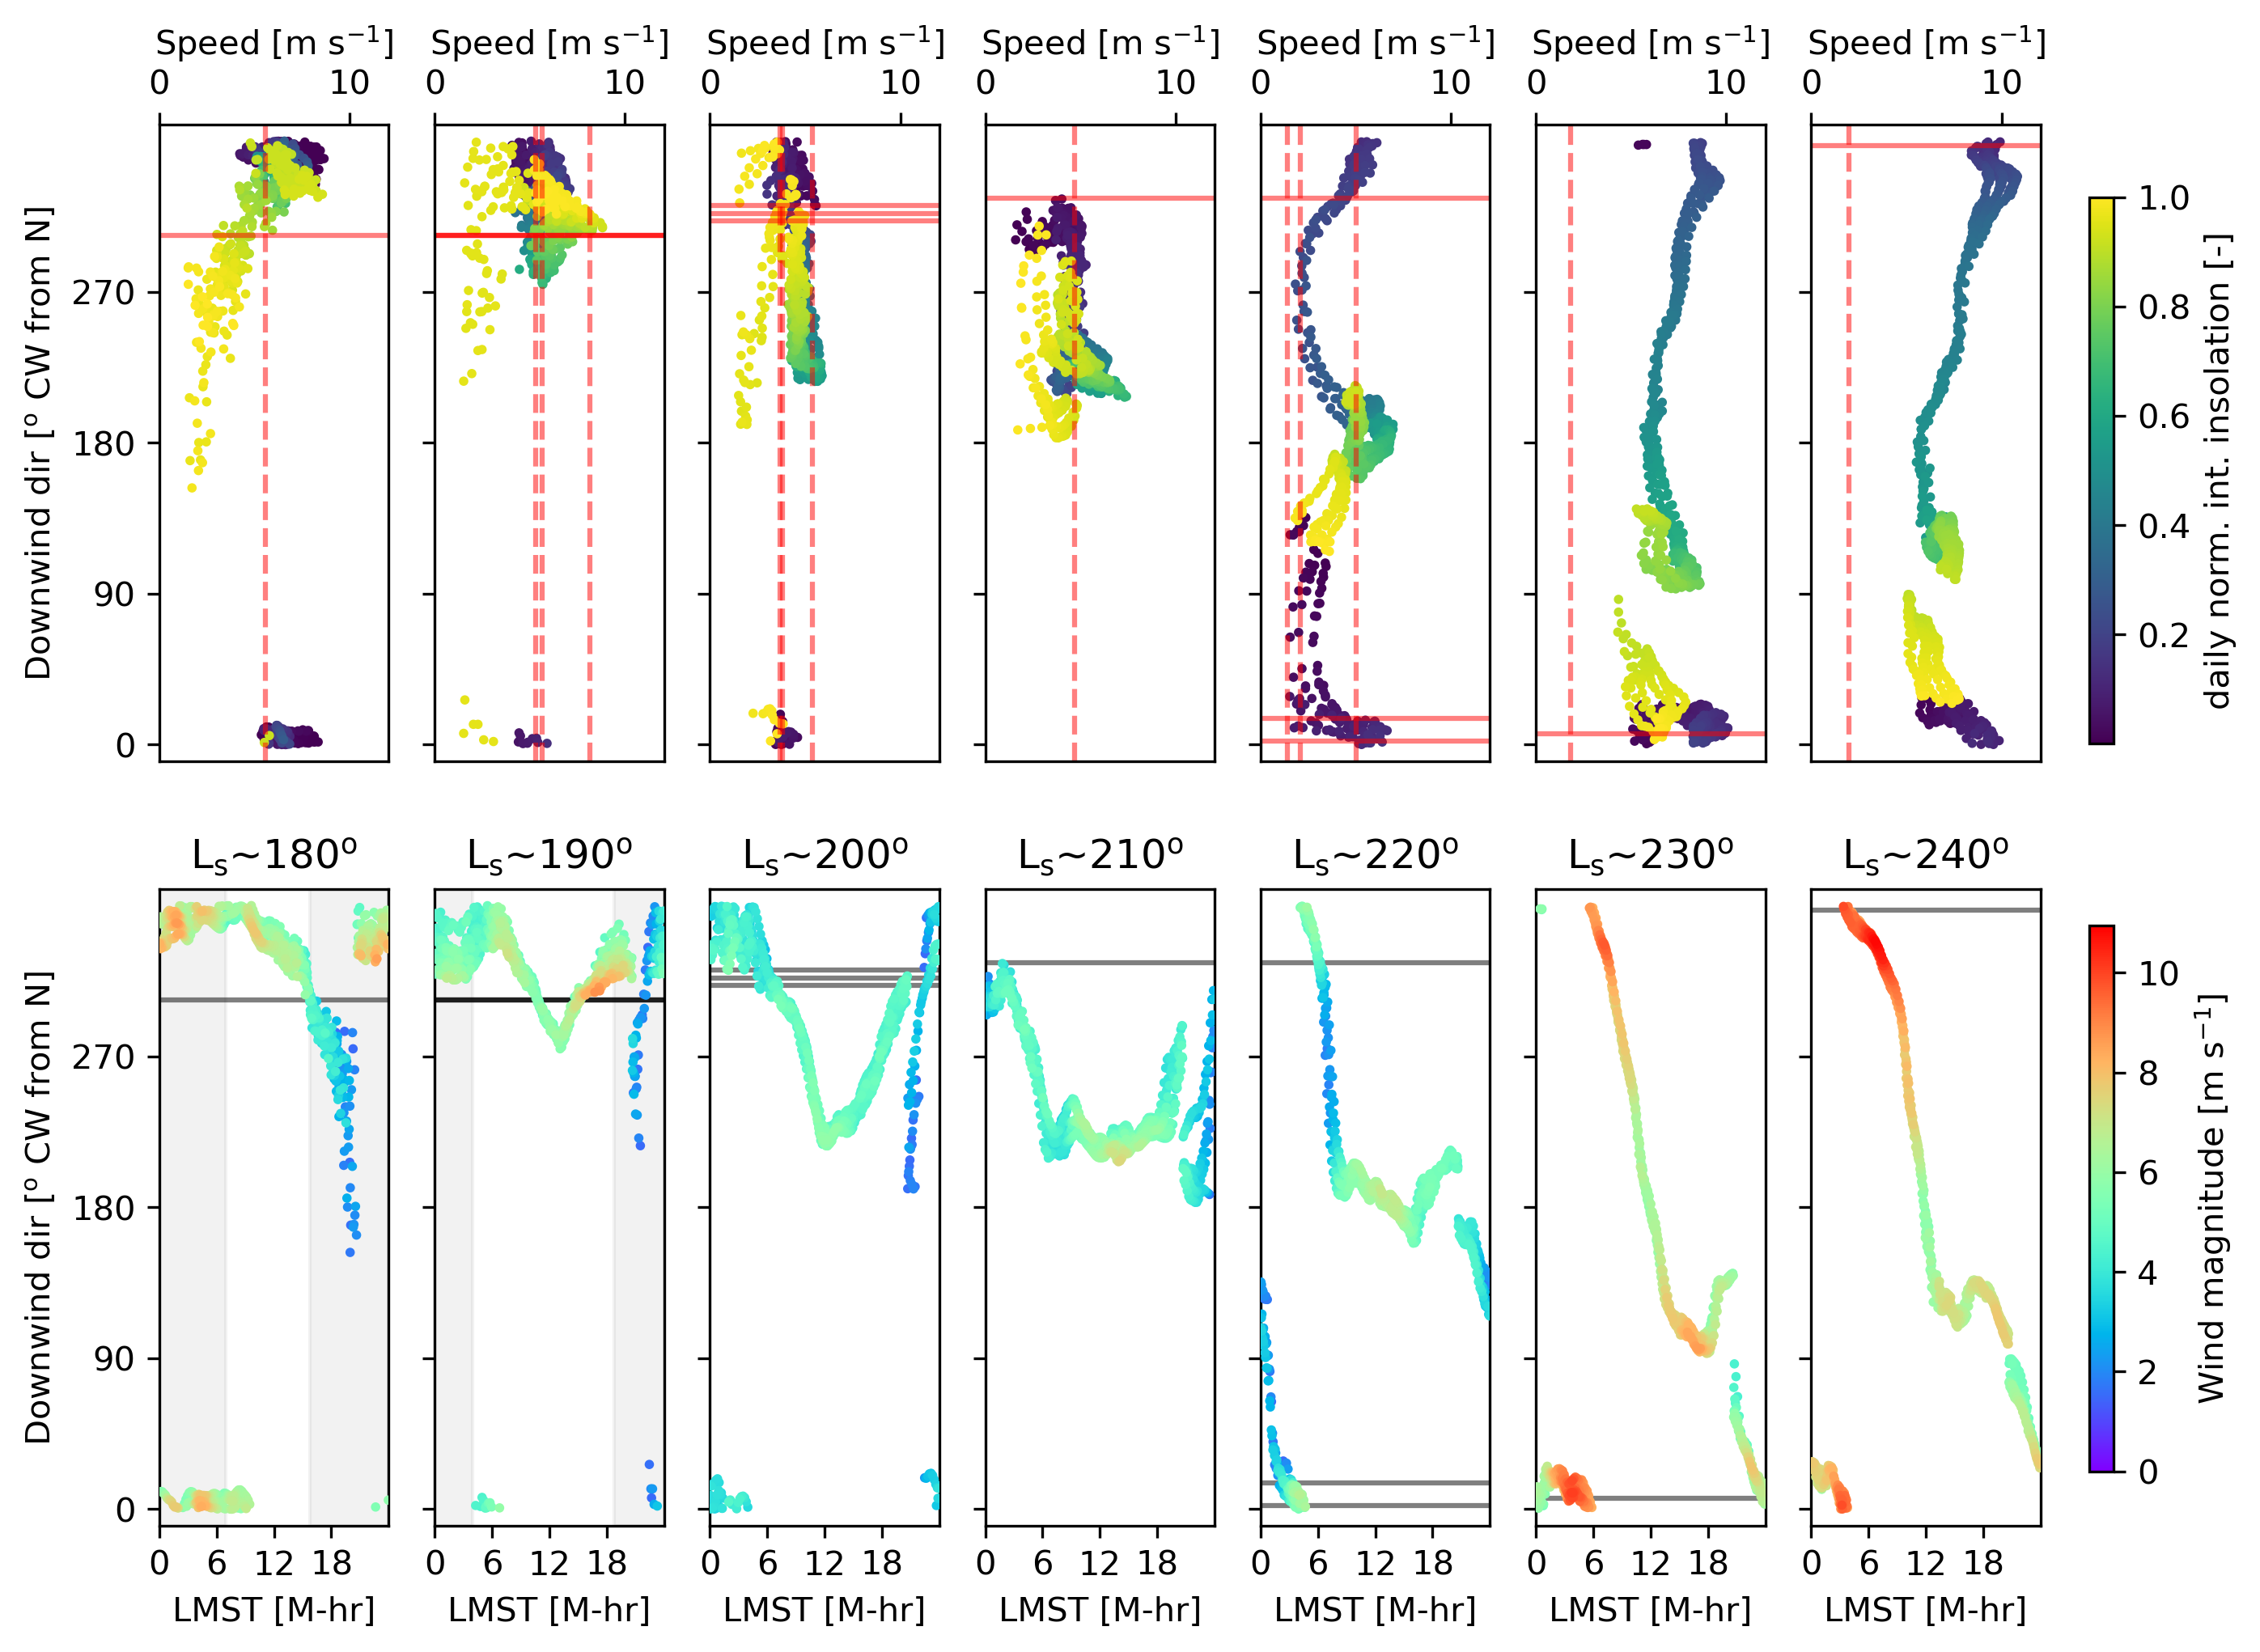 Speed [m s⁻¹] Speed [m s⁻¹] Speed [m s⁻¹] Speed [m s⁻¹] Speed [m s⁻¹] Speed [m s⁻¹] Speed [m s⁻¹]
0 10 0 10 0 10 0 10 0 10 0 10 0 10
Downwind dir [° CW from N]
270
180
90
0
1.0
0.8
0.6
0.4
0.2
daily norm. int. insolation [-]
Lₛ~180° Lₛ~190° Lₛ~200° Lₛ~210° Lₛ~220° Lₛ~230° Lₛ~240°
Downwind dir [° CW from N]
270
180
90
0
10
8
6
4
2
0
Wind magnitude [m s⁻¹]
0 6 12 18 0 6 12 18 0 6 12 18 0 6 12 18 0 6 12 18 0 6 12 18 0 6 12 18
LMST [M-hr] LMST [M-hr] LMST [M-hr] LMST [M-hr] LMST [M-hr] LMST [M-hr] LMST [M-hr]